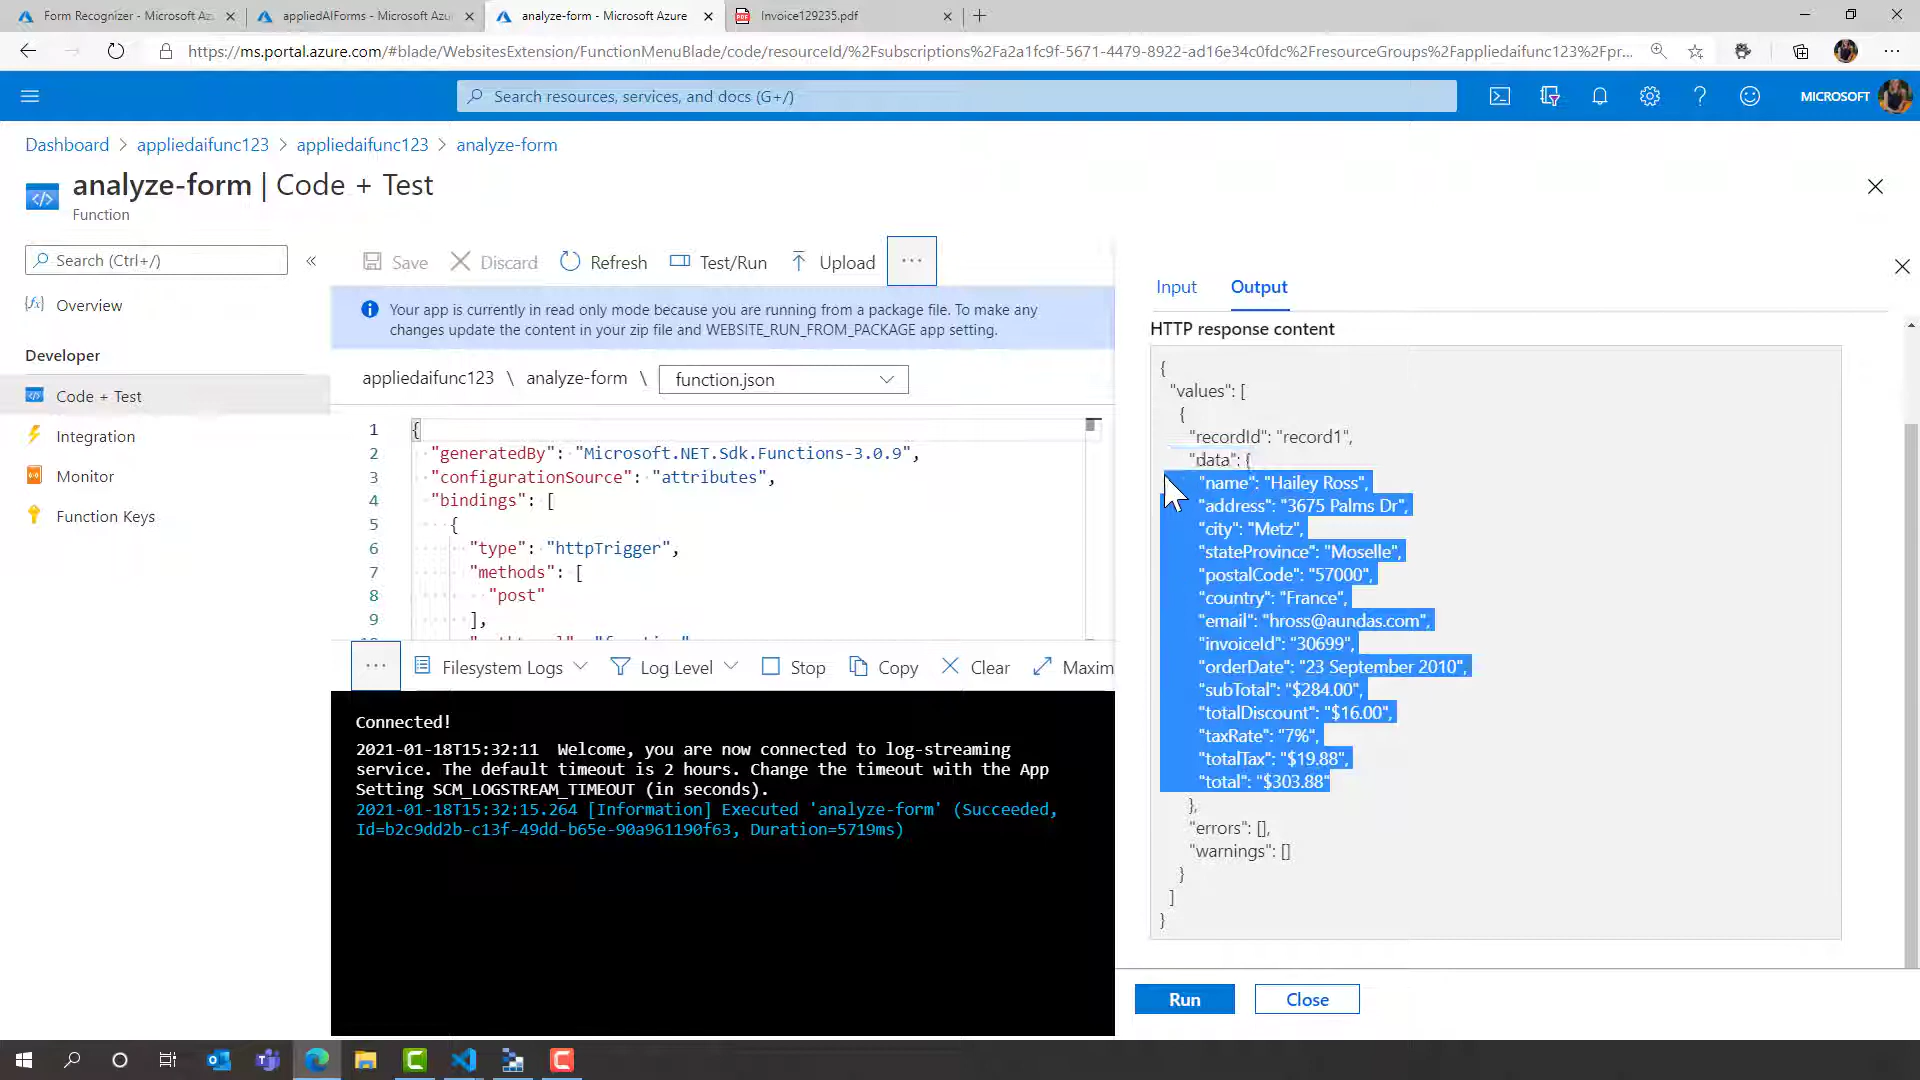 Form Recognizer - Microsoft Az
appliedAIForms - Microsoft Azu
analyze-form - Microsoft Azure
Invoice129235.pdf
https://ms.portal.azure.com/#blade/WebsitesExtension/FunctionMenuBlade/code/resourceId/%2Fsubscriptions%2Fa2a1fc9f-5671-4479-8922-ad16e34c0fdc%2FresourceGroups%2Fappliedaifunc123%2Fpr...
Search resources, services, and docs (G+/)
MICROSOFT
Dashboard > appliedaifunc123 > appliedaifunc123 > analyze-form
analyze-form | Code + Test
Function
Search (Ctrl+/)
«
Overview
Developer
Code + Test
Integration
Monitor
Function Keys
Save
Discard
Refresh
Test/Run
Upload
...
Your app is currently in read only mode because you are running from a package file. To make any
changes update the content in your zip file and WEBSITE_RUN_FROM_PACKAGE app setting.
appliedaifunc123 \ analyze-form \ function.json
1 {
2 "generatedBy": "Microsoft.NET.Sdk.Functions-3.0.9",
3 "configurationSource": "attributes",
4 "bindings": [
5 {
6 "type": "httpTrigger",
7 "methods": [
8 "post"
9 ],
... Filesystem Logs Log Level Stop Copy Clear Maxim
Connected!
2021-01-18T15:32:11 Welcome, you are now connected to log-streaming
service. The default timeout is 2 hours. Change the timeout with the App
Setting SCM_LOGSTREAM_TIMEOUT (in seconds).
2021-01-18T15:32:15.264 [Information] Executed 'analyze-form' (Succeeded,
Id=b2c9dd2b-c13f-49dd-b65e-90a961190f63, Duration=5719ms)
Input
Output
HTTP response content
{
"values": [
{
"recordId": "record1",
"data": {
"name": "Hailey Ross",
"address": "3675 Palms Dr",
"city": "Metz",
"stateProvince": "Moselle",
"postalCode": "57000",
"country": "France",
"email": "hross@aundas.com",
"invoiceId": "30699",
"orderDate": "23 September 2010",
"subTotal": "$284.00",
"totalDiscount": "$16.00",
"taxRate": "7%",
"totalTax": "$19.88",
"total": "$303.88"
},
"errors": [],
"warnings": []
}
]
}
Run
Close